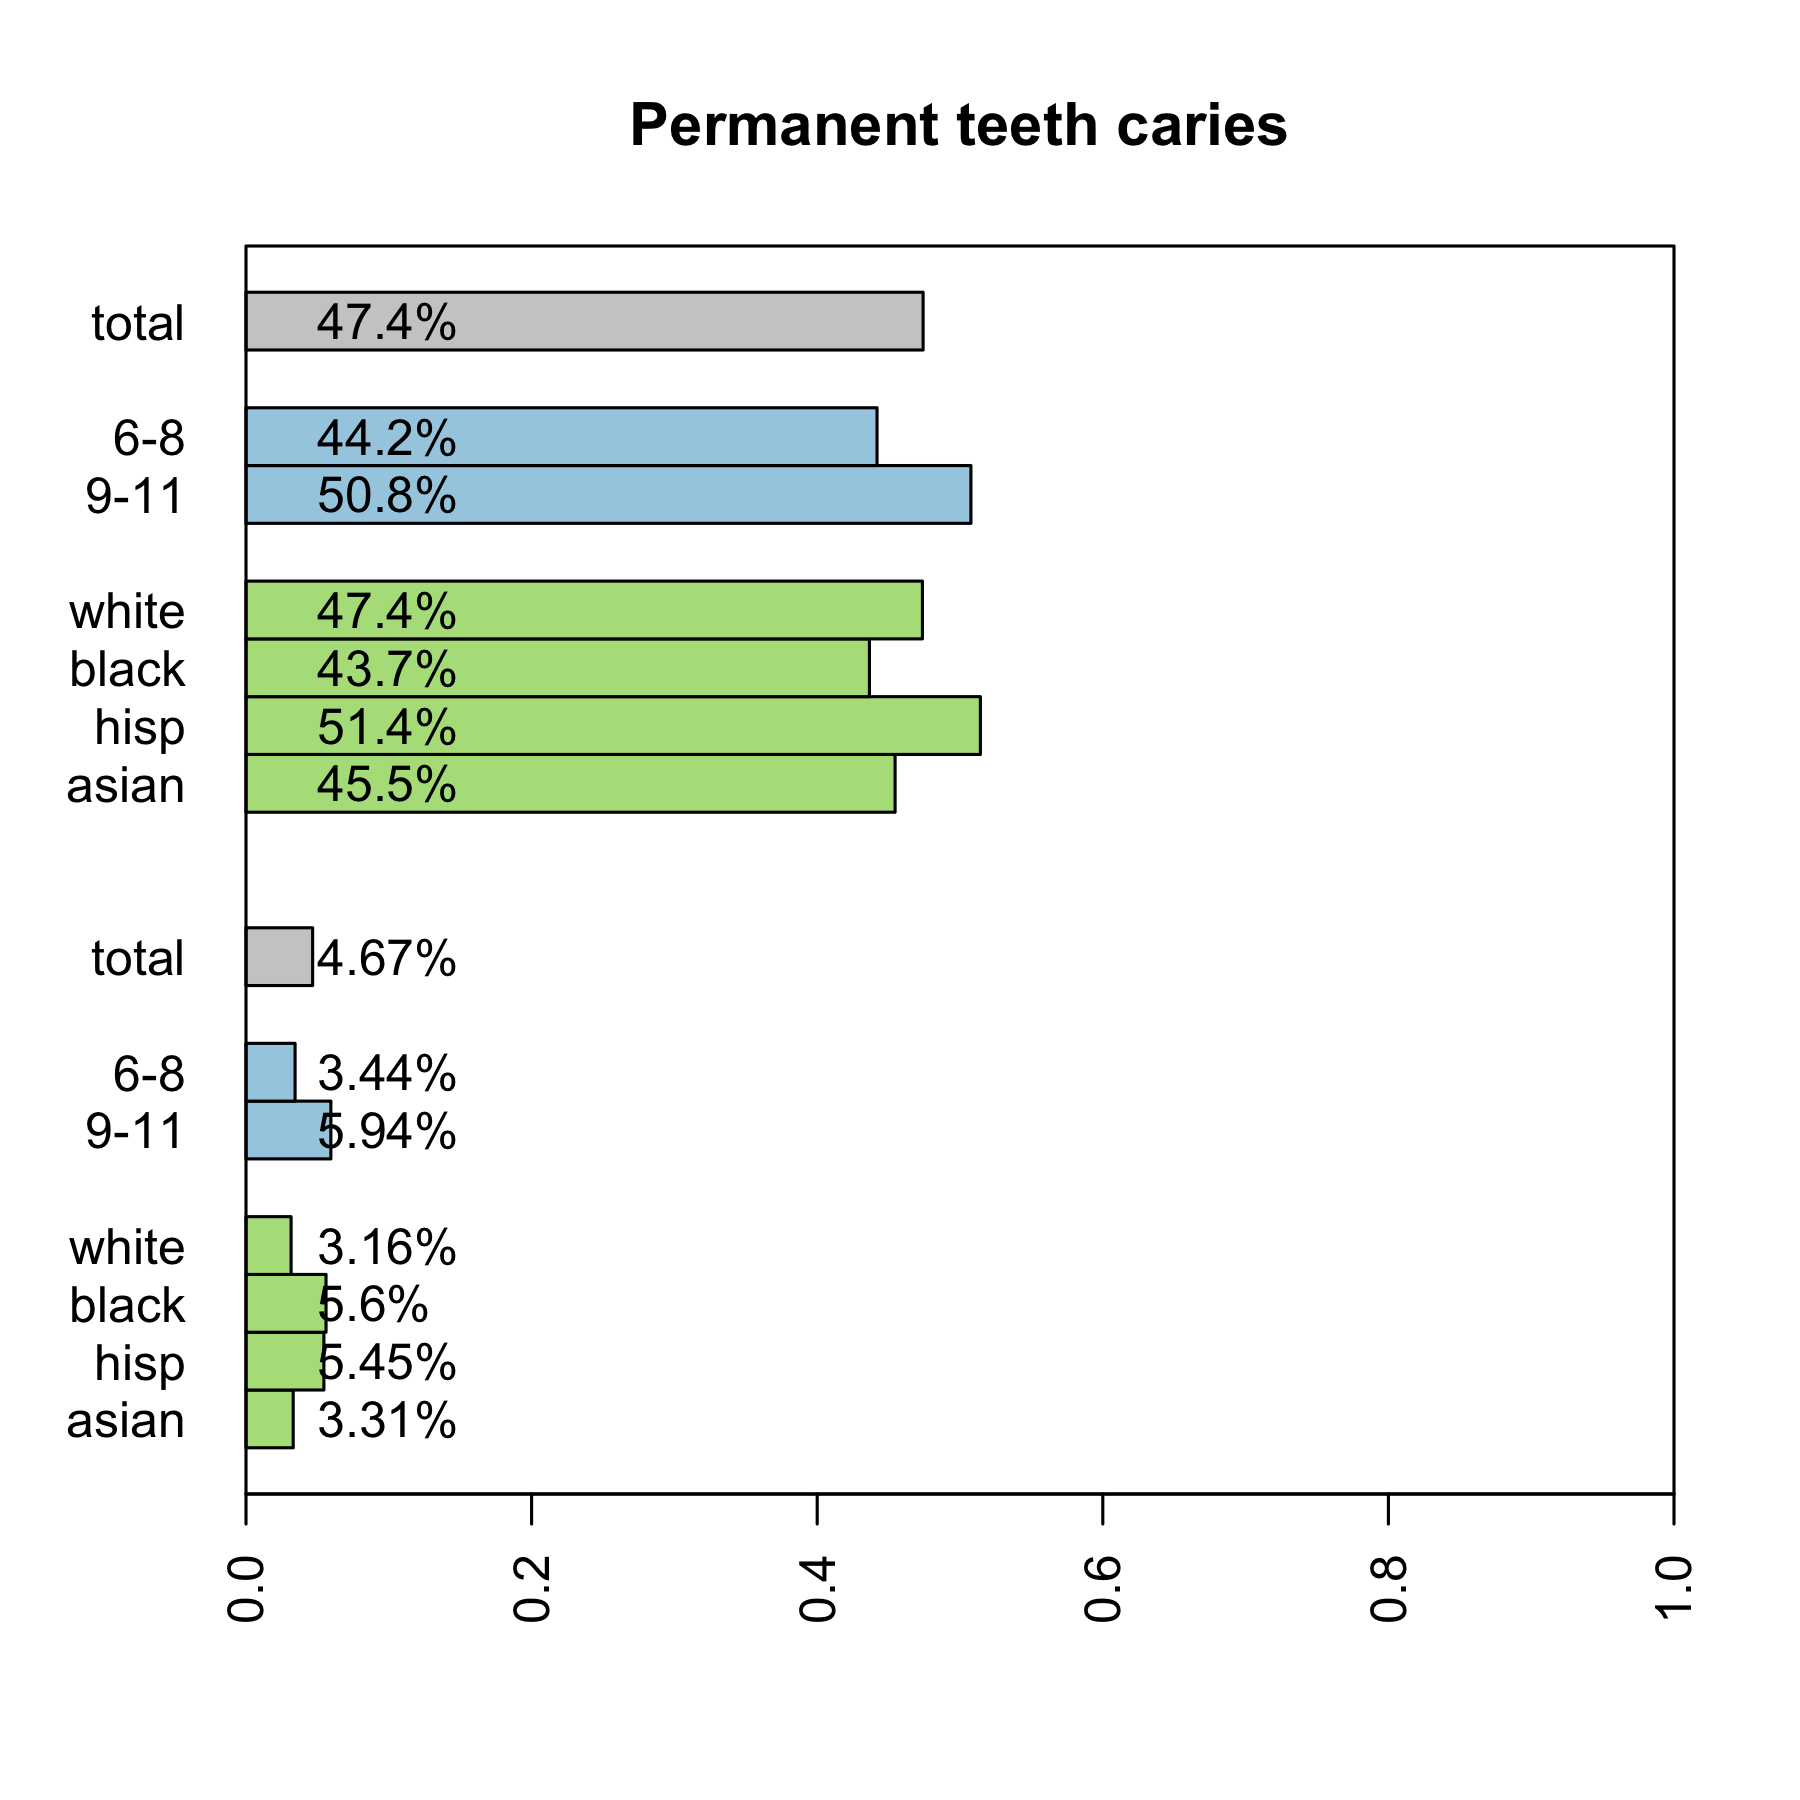 Permanent teeth caries
total 47.4%
6-8 44.2%
9-11 50.8%
white 47.4%
black 43.7%
hisp 51.4%
asian 45.5%
total 4.67%
6-8 3.44%
9-11 5.94%
white 3.16%
black 5.6%
hisp 5.45%
asian 3.31%
0.0 0.2 0.4 0.6 0.8 1.0